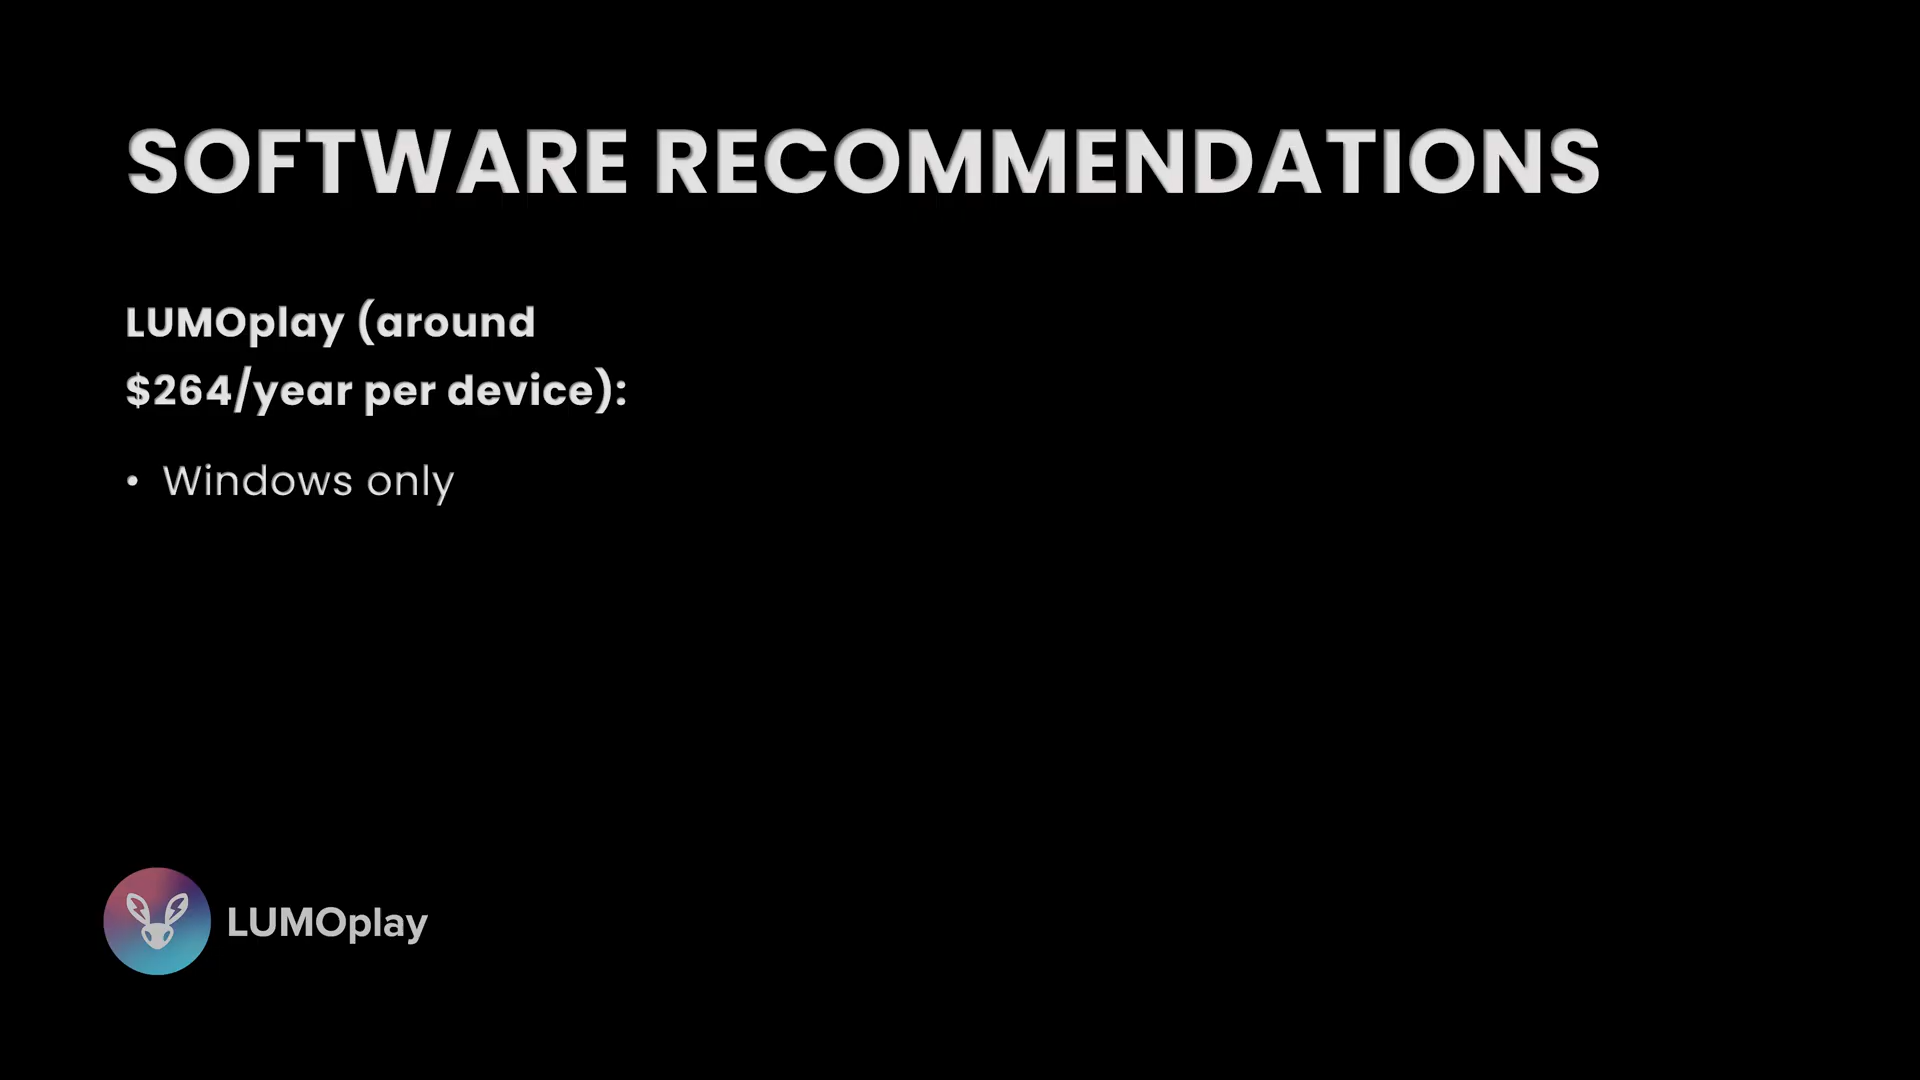 SOFTWARE RECOMMENDATIONS
LUMOplay (around
$264/year per device):
• Windows only
LUMOplay